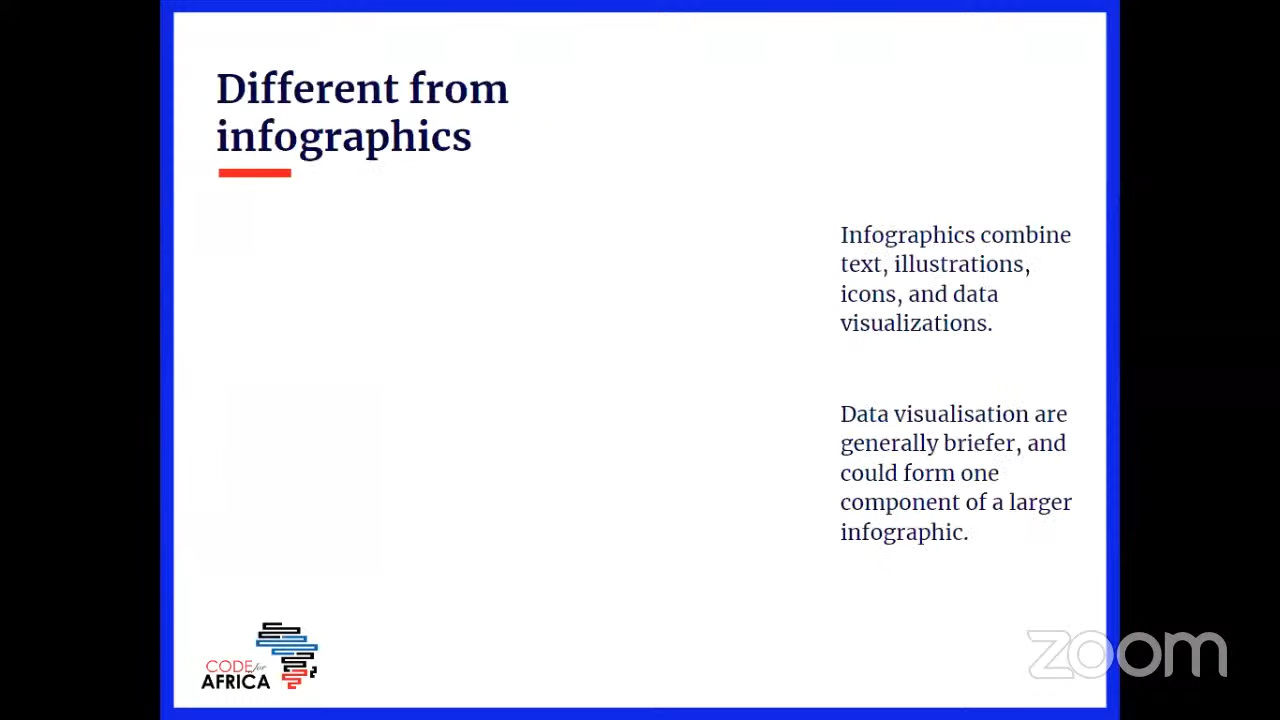 Different from
infographics
Infographics combine
text, illustrations,
icons, and data
visualizations.
Data visualisation are
generally briefer, and
could form one
component of a larger
infographic.
CODE for
AFRICA
zoom